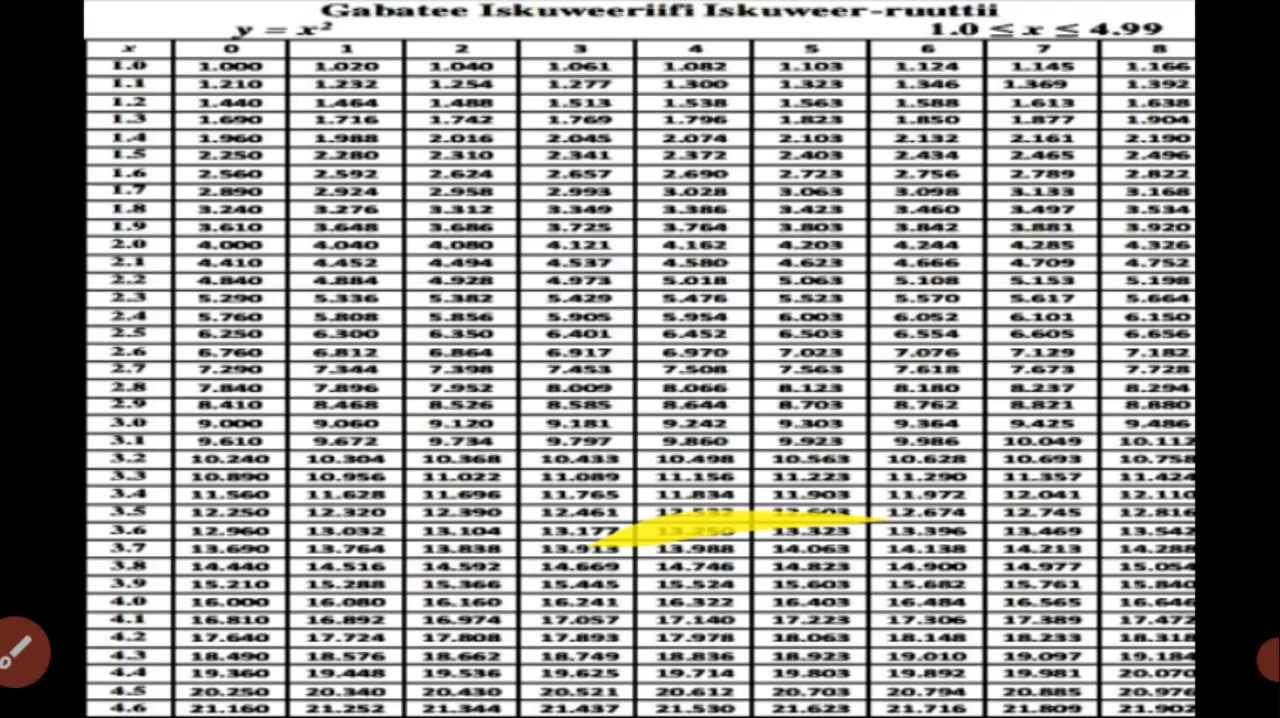 Gabatee Iskuweeriifi Iskuweer-ruuttii
y = x² 1.0 ≤ x ≤ 4.99
x 0 1 2 3 4 5 6 7 8
1.0 1.000 1.020 1.040 1.061 1.082 1.103 1.124 1.145 1.166
1.1 1.210 1.232 1.254 1.277 1.300 1.323 1.346 1.369 1.392
1.2 1.440 1.464 1.488 1.513 1.538 1.563 1.588 1.613 1.638
1.3 1.690 1.716 1.742 1.769 1.796 1.823 1.850 1.877 1.904
1.4 1.960 1.988 2.016 2.045 2.074 2.103 2.132 2.161 2.190
1.5 2.250 2.280 2.310 2.341 2.372 2.403 2.434 2.465 2.496
1.6 2.560 2.592 2.624 2.657 2.690 2.723 2.756 2.789 2.822
1.7 2.890 2.924 2.958 2.993 3.028 3.063 3.098 3.133 3.168
1.8 3.240 3.276 3.312 3.349 3.386 3.423 3.460 3.497 3.534
1.9 3.610 3.648 3.686 3.725 3.764 3.803 3.842 3.881 3.920
2.0 4.000 4.040 4.080 4.121 4.162 4.203 4.244 4.285 4.326
2.1 4.410 4.452 4.494 4.537 4.580 4.623 4.666 4.709 4.752
2.2 4.840 4.884 4.928 4.973 5.018 5.063 5.108 5.153 5.198
2.3 5.290 5.336 5.382 5.429 5.476 5.523 5.570 5.617 5.664
2.4 5.760 5.808 5.856 5.905 5.954 6.003 6.052 6.101 6.150
2.5 6.250 6.300 6.350 6.401 6.452 6.503 6.554 6.605 6.656
2.6 6.760 6.812 6.864 6.917 6.970 7.023 7.076 7.129 7.182
2.7 7.290 7.344 7.398 7.453 7.508 7.563 7.618 7.673 7.728
2.8 7.840 7.896 7.952 8.009 8.066 8.123 8.180 8.237 8.294
2.9 8.410 8.468 8.526 8.585 8.644 8.703 8.762 8.821 8.880
3.0 9.000 9.060 9.120 9.181 9.242 9.303 9.364 9.425 9.486
3.1 9.610 9.672 9.734 9.797 9.860 9.923 9.986 10.049 10.112
3.2 10.240 10.304 10.368 10.433 10.498 10.563 10.628 10.693 10.758
3.3 10.890 10.956 11.022 11.089 11.156 11.223 11.290 11.357 11.424
3.4 11.560 11.628 11.696 11.765 11.834 11.903 11.972 12.041 12.110
3.5 12.250 12.320 12.390 12.461 12.603 12.674 12.745 12.816
3.6 12.960 13.032 13.104 13.177 13.250 13.323 13.396 13.469 13.542
3.7 13.690 13.764 13.838 13.913 13.988 14.063 14.138 14.213 14.288
3.8 14.440 14.516 14.592 14.669 14.746 14.823 14.900 14.977 15.054
3.9 15.210 15.288 15.366 15.445 15.524 15.603 15.682 15.761 15.840
4.0 16.000 16.080 16.160 16.241 16.322 16.403 16.484 16.565 16.646
4.1 16.810 16.892 16.974 17.057 17.140 17.223 17.306 17.389 17.472
4.2 17.640 17.724 17.808 17.893 17.978 18.063 18.148 18.233 18.318
4.3 18.490 18.576 18.662 18.749 18.836 18.923 19.010 19.097 19.184
4.4 19.360 19.448 19.536 19.625 19.714 19.803 19.892 19.981 20.070
4.5 20.250 20.340 20.430 20.521 20.612 20.703 20.794 20.885 20.976
4.6 21.160 21.252 21.344 21.437 21.530 21.623 21.716 21.809 21.902